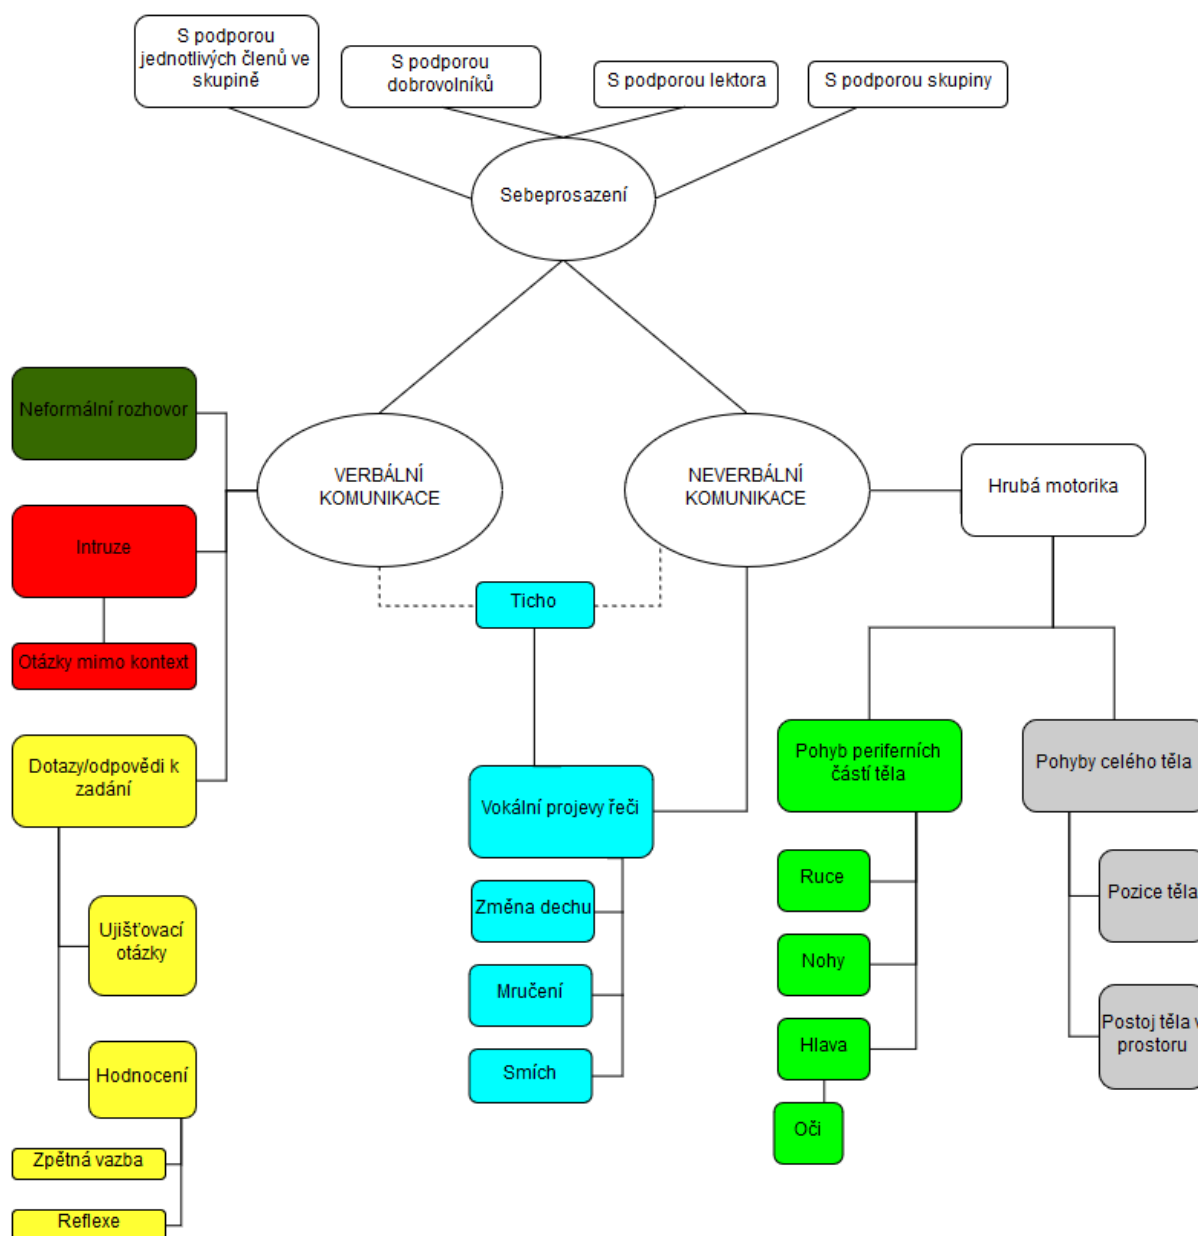 S podporou
jednotlivých členů ve
skupině
S podporou
dobrovolníků
S podporou lektora
S podporou skupiny
Sebeprosazení
Neformální rozhovor
VERBÁLNÍ
KOMUNIKACE
NEVERBÁLNÍ
KOMUNIKACE
Hrubá motorika
Intruze
Ticho
Otázky mimo kontext
Dotazy/odpovědi k
zadání
Vokální projevy řeči
Pohyb periferních
částí těla
Pohyby celého těla
Ujišťovací
otázky
Změna dechu
Ruce
Pozice těla
Mručení
Nohy
Hodnocení
Smích
Hlava
Postoj těla v
prostoru
Oči
Zpětná vazba
Reflexe